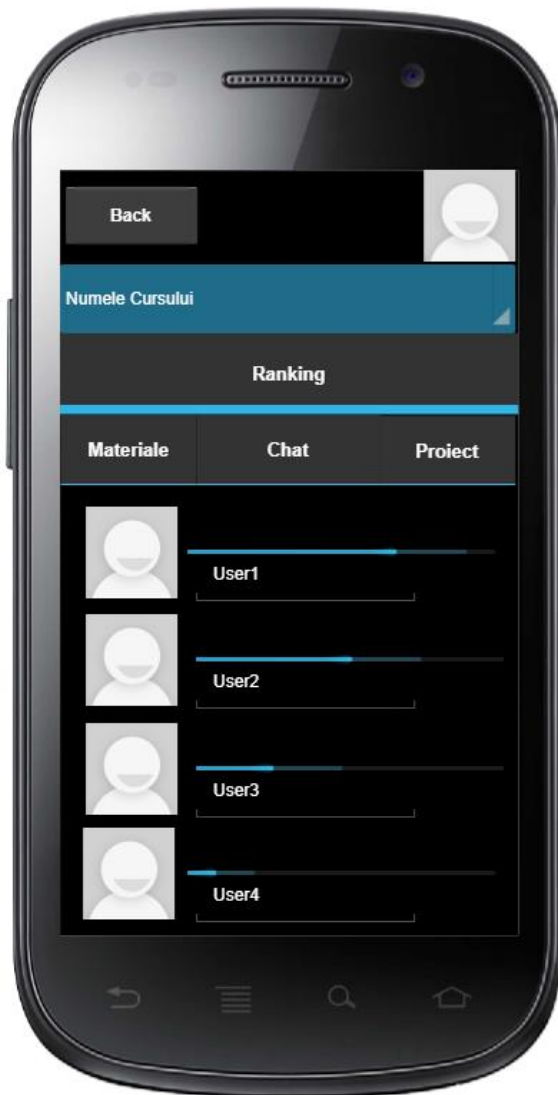 Back
Numele Cursului
Ranking
Materiale Chat Proiect
User1
User2
User3
User4